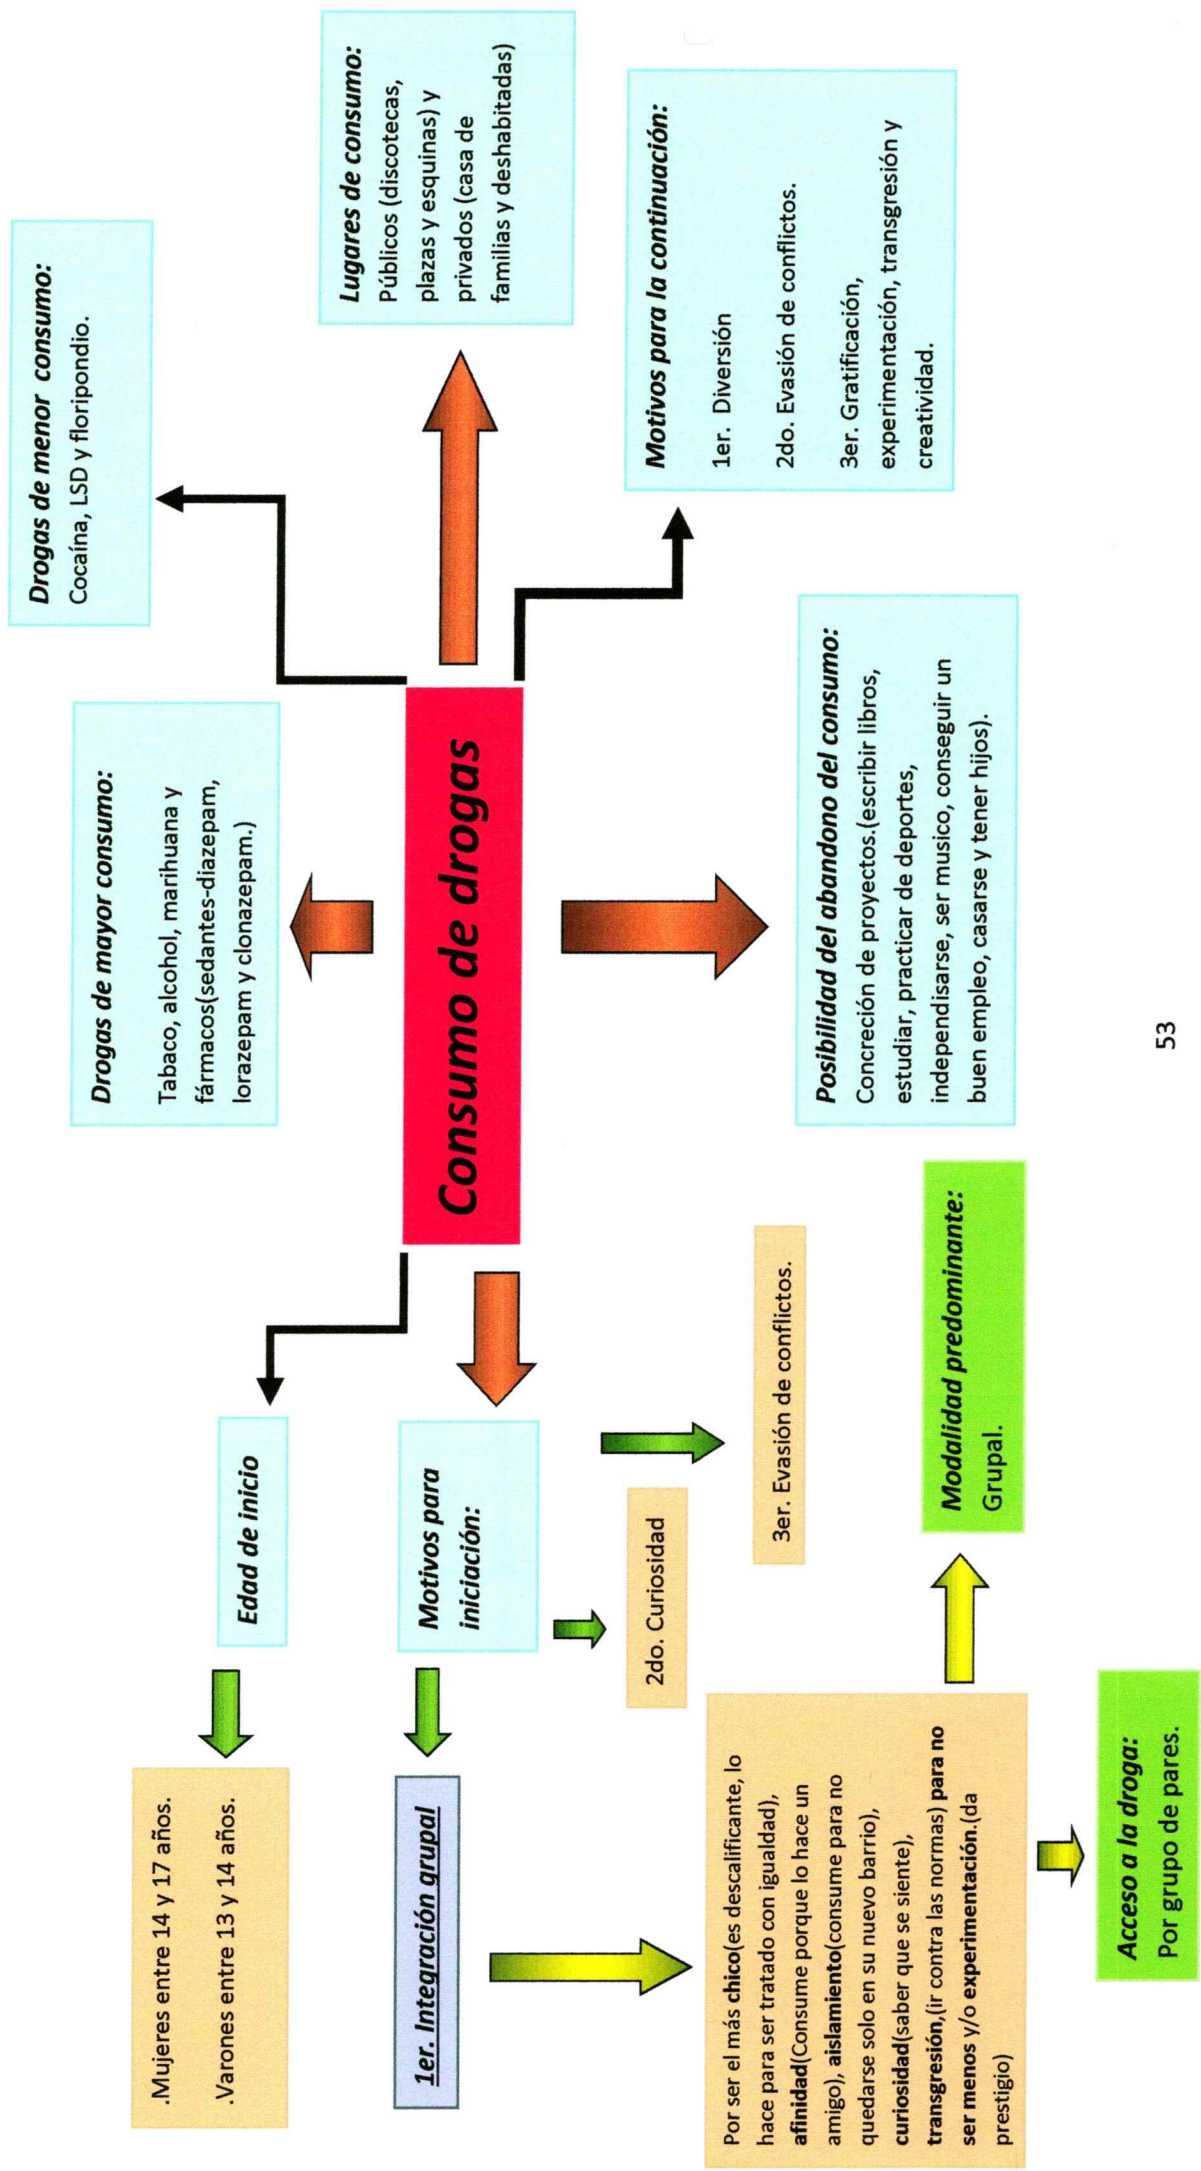 Drogas de menor consumo:
Cocaína, LSD y floripondio.
Drogas de mayor consumo:
Tabaco, alcohol, marihuana y
fármacos(sedantes-diazepam,
lorazepam y clonazepam.)
Lugares de consumo:
Públicos (discotecas,
plazas y esquinas) y
privados (casa de
familias y deshabitadas)
Edad de inicio
.Mujeres entre 14 y 17 años.
.Varones entre 13 y 14 años.
Consumo de drogas
Motivos para
iniciación:
1er. Integración grupal
2do. Curiosidad
3er. Evasión de conflictos.
Motivos para la continuación:
1er. Diversión
2do. Evasión de conflictos.
3er. Gratificación,
experimentación, transgresión y
creatividad.
Por ser el más chico(es descalificante, lo
hace para ser tratado con igualdad),
afinidad(Consume porque lo hace un
amigo), aislamiento(consume para no
quedarse solo en su nuevo barrio),
curiosidad(saber que se siente),
transgresión,(ir contra las normas) para no
ser menos y/o experimentación.(da
prestigio)
Posibilidad del abandono del consumo:
Concreción de proyectos.(escribir libros,
estudiar, practicar de deportes,
independisarse, ser musico, conseguir un
buen empleo, casarse y tener hijos).
Modalidad predominante:
Grupal.
Acceso a la droga:
Por grupo de pares.
53